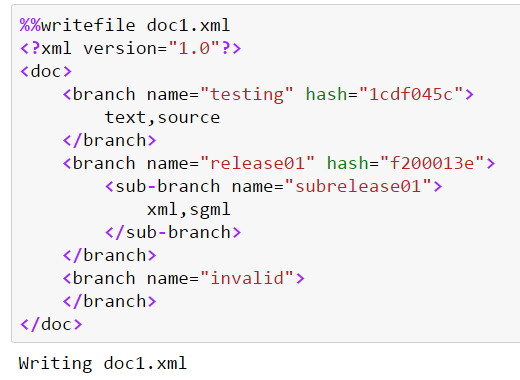 %%writefile doc1.xml
<?xml version="1.0"?>
<doc>
    <branch name="testing" hash="1cdf045c">
        text,source
    </branch>
    <branch name="release01" hash="f200013e">
        <sub-branch name="subrelease01">
            xml,sgml
        </sub-branch>
    </branch>
    <branch name="invalid">
    </branch>
</doc>
Writing doc1.xml